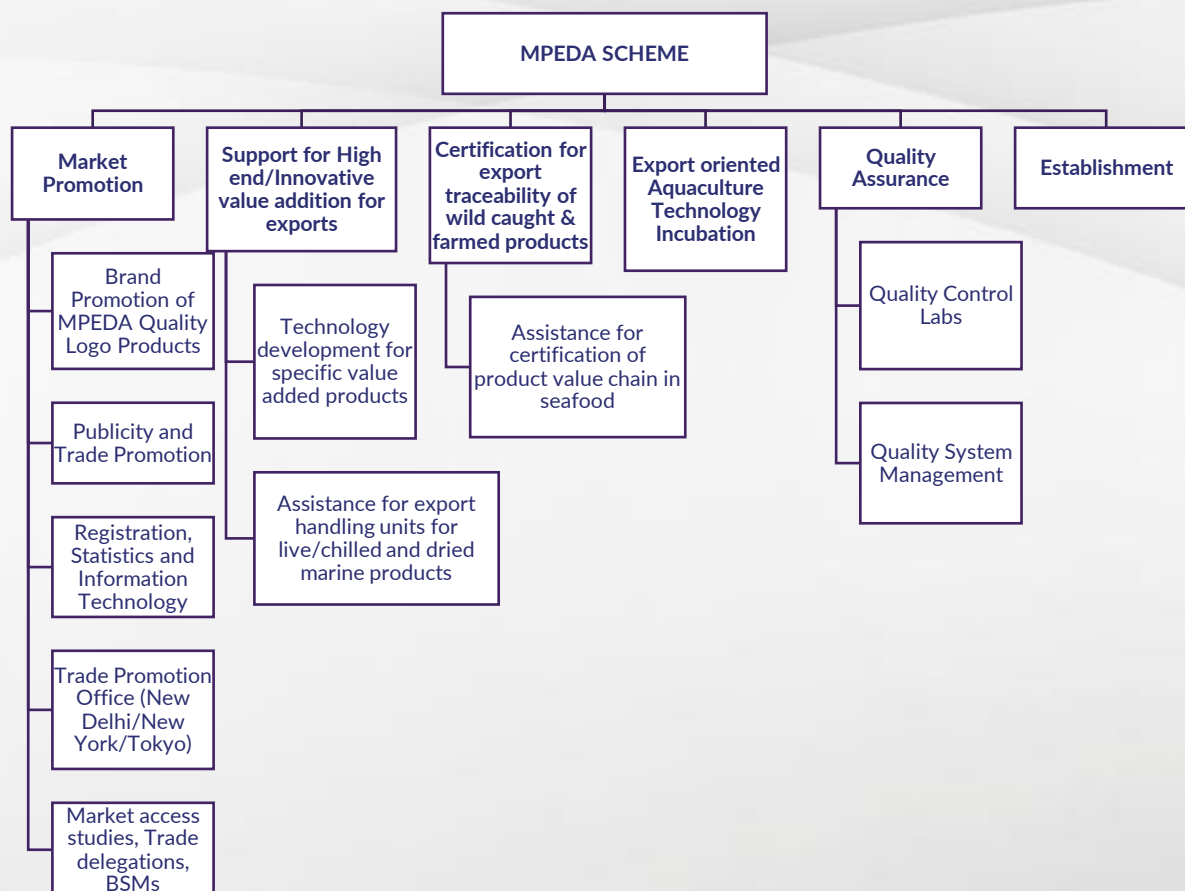 MPEDA SCHEME
Market
Promotion
Brand
Promotion of
MPEDA Quality
Logo Products
Publicity and
Trade Promotion
Registration,
Statistics and
Information
Technology
Trade Promotion
Office (New
Delhi/New
York/Tokyo)
Market access
studies, Trade
delegations,
BSMs
Support for High
end/Innovative
value addition for
exports
Technology
development for
specific value
added products
Assistance for export
handling units for
live/chilled and dried
marine products
Certification for
export
traceability of
wild caught &
farmed products
Assistance for
certification of
product value chain in
seafood
Export oriented
Aquaculture
Technology
Incubation
Quality
Assurance
Quality Control
Labs
Quality System
Management
Establishment